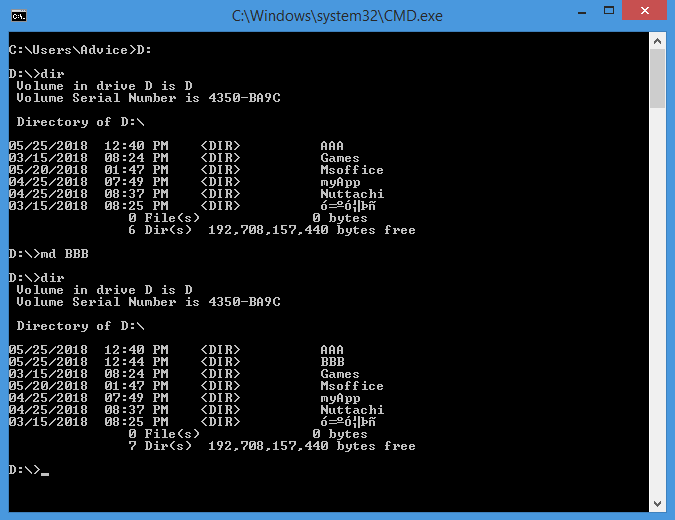 C:\Windows\system32\CMD.exe
C:\Users\Advice>D:
D:\>dir
 Volume in drive D is D
 Volume Serial Number is 4350-BA9C
 Directory of D:\
05/25/2018  12:40 PM    <DIR>          AAA
03/15/2018  08:24 PM    <DIR>          Games
05/20/2018  01:47 PM    <DIR>          Msoffice
04/25/2018  07:49 PM    <DIR>          myApp
04/25/2018  08:37 PM    <DIR>          Nuttachi
03/15/2018  08:25 PM    <DIR>          ó=ºó¦∥Þñ
               0 File(s)              0 bytes
               6 Dir(s)  192,708,157,440 bytes free
D:\>md BBB
D:\>dir
 Volume in drive D is D
 Volume Serial Number is 4350-BA9C
 Directory of D:\
05/25/2018  12:40 PM    <DIR>          AAA
05/25/2018  12:44 PM    <DIR>          BBB
03/15/2018  08:24 PM    <DIR>          Games
05/20/2018  01:47 PM    <DIR>          Msoffice
04/25/2018  07:49 PM    <DIR>          myApp
04/25/2018  08:37 PM    <DIR>          Nuttachi
03/15/2018  08:25 PM    <DIR>          ó=ºó¦∥Þñ
               0 File(s)              0 bytes
               7 Dir(s)  192,708,157,440 bytes free
D:\>_